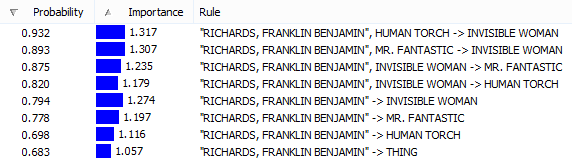 Probability Importance Rule
0.932 1.317 "RICHARDS, FRANKLIN BENJAMIN", HUMAN TORCH -> INVISIBLE WOMAN
0.893 1.307 "RICHARDS, FRANKLIN BENJAMIN", MR. FANTASTIC -> INVISIBLE WOMAN
0.875 1.235 "RICHARDS, FRANKLIN BENJAMIN", INVISIBLE WOMAN -> MR. FANTASTIC
0.820 1.179 "RICHARDS, FRANKLIN BENJAMIN", INVISIBLE WOMAN -> HUMAN TORCH
0.794 1.274 "RICHARDS, FRANKLIN BENJAMIN" -> INVISIBLE WOMAN
0.778 1.197 "RICHARDS, FRANKLIN BENJAMIN" -> MR. FANTASTIC
0.698 1.116 "RICHARDS, FRANKLIN BENJAMIN" -> HUMAN TORCH
0.683 1.057 "RICHARDS, FRANKLIN BENJAMIN" -> THING